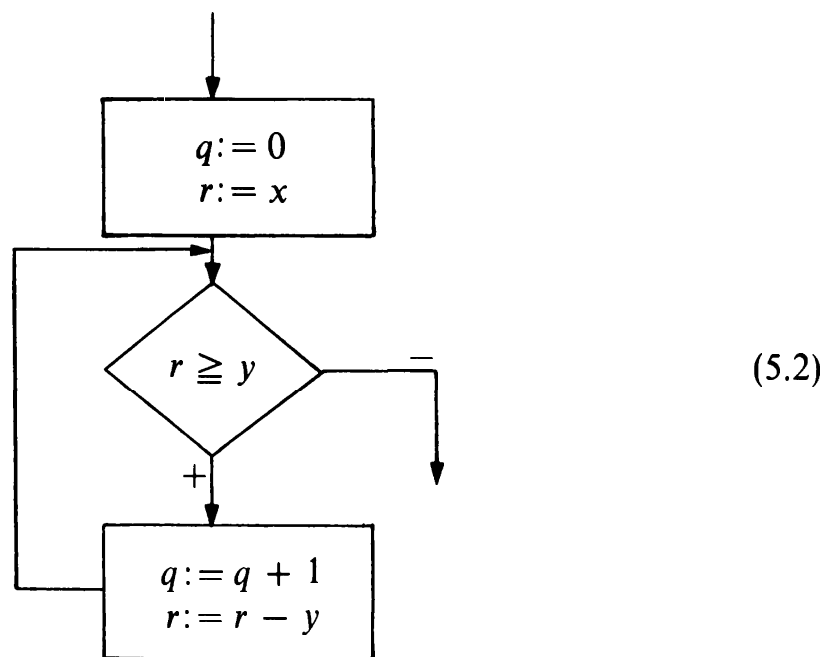 q := 0
r := x
r ≧ y
−
(5.2)
+
q := q + 1
r := r − y